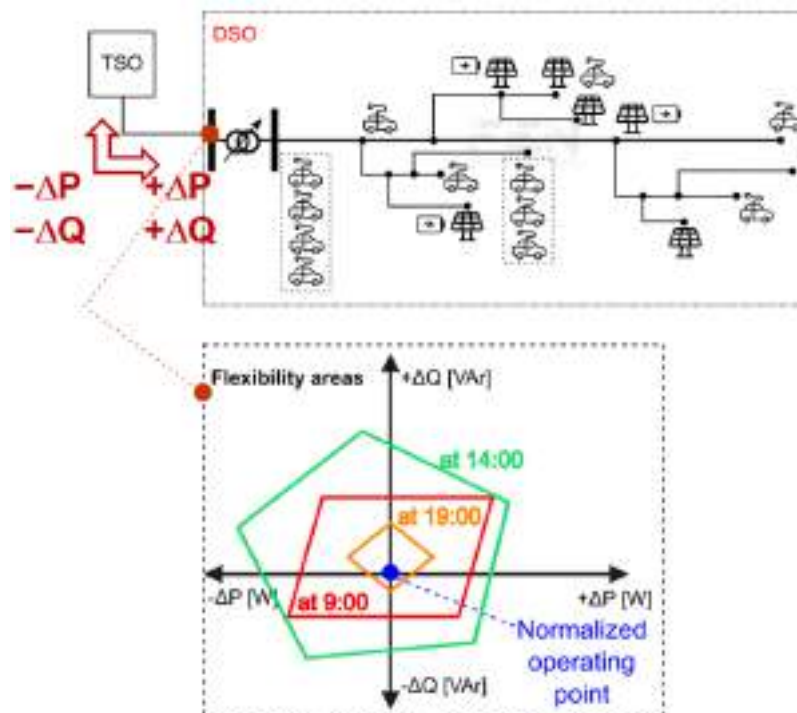 DSO
TSO
−ΔP +ΔP
−ΔQ +ΔQ
Flexibility areas
+ΔQ [VAr]
at 14:00
at 19:00
-ΔP [W]
at 9:00
+ΔP [W]
Normalized
operating
point
-ΔQ [VAr]